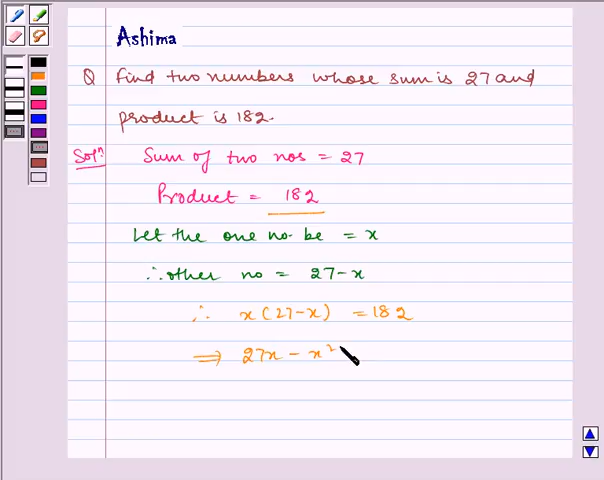 Ashima
Q Find two numbers whose sum is 27 and
product is 182.
Solⁿ Sum of two nos = 27
Product = 182
Let the one no. be = x
∴ other no = 27-x
∴ x(27-x) = 182
⟹ 27x - x²